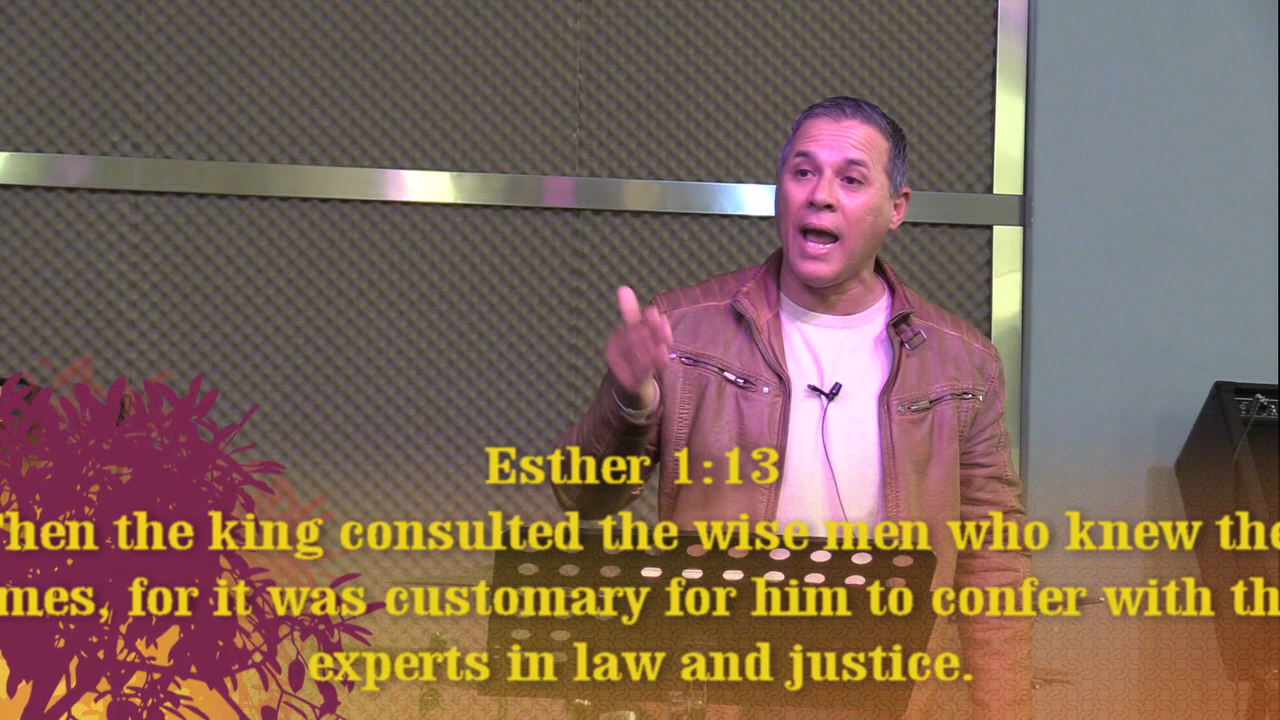 Esther 1:13
Then the king consulted the wise men who knew the
mes, for it was customary for him to confer with th
experts in law and justice.